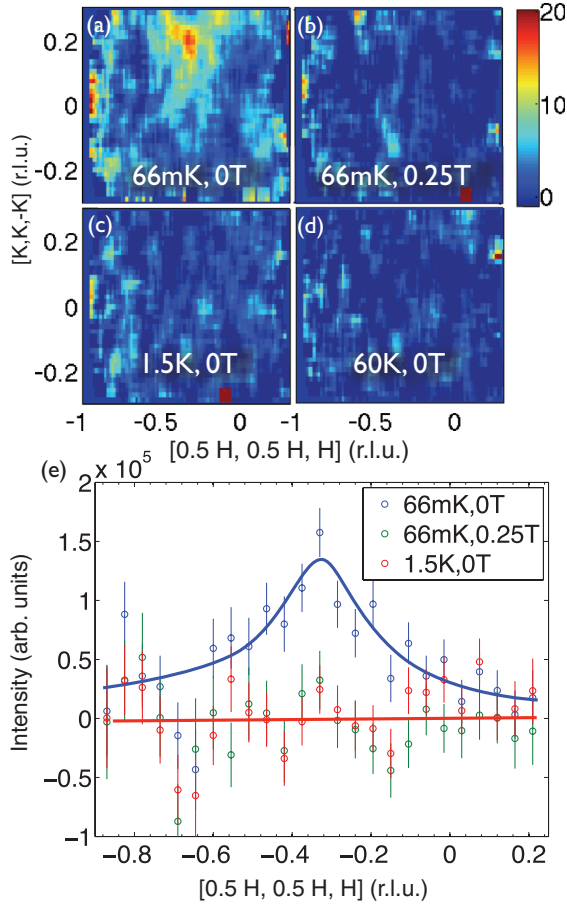 (a)
(b)
20
0.2
0
-0.2
10
0
66mK, 0T
66mK, 0.25T
[K,K,-K] (r.l.u.)
(c)
(d)
0.2
0
-0.2
1.5K, 0T
60K, 0T
-1 -0.5 0 -1 -0.5 0
[0.5 H, 0.5 H, H] (r.l.u.)
(e)
2 x 10^5
66mK,0T
66mK,0.25T
1.5K,0T
1.5
1
0.5
0
-0.5
-1
Intensity (arb. units)
-0.8 -0.6 -0.4 -0.2 0 0.2
[0.5 H, 0.5 H, H] (r.l.u.)